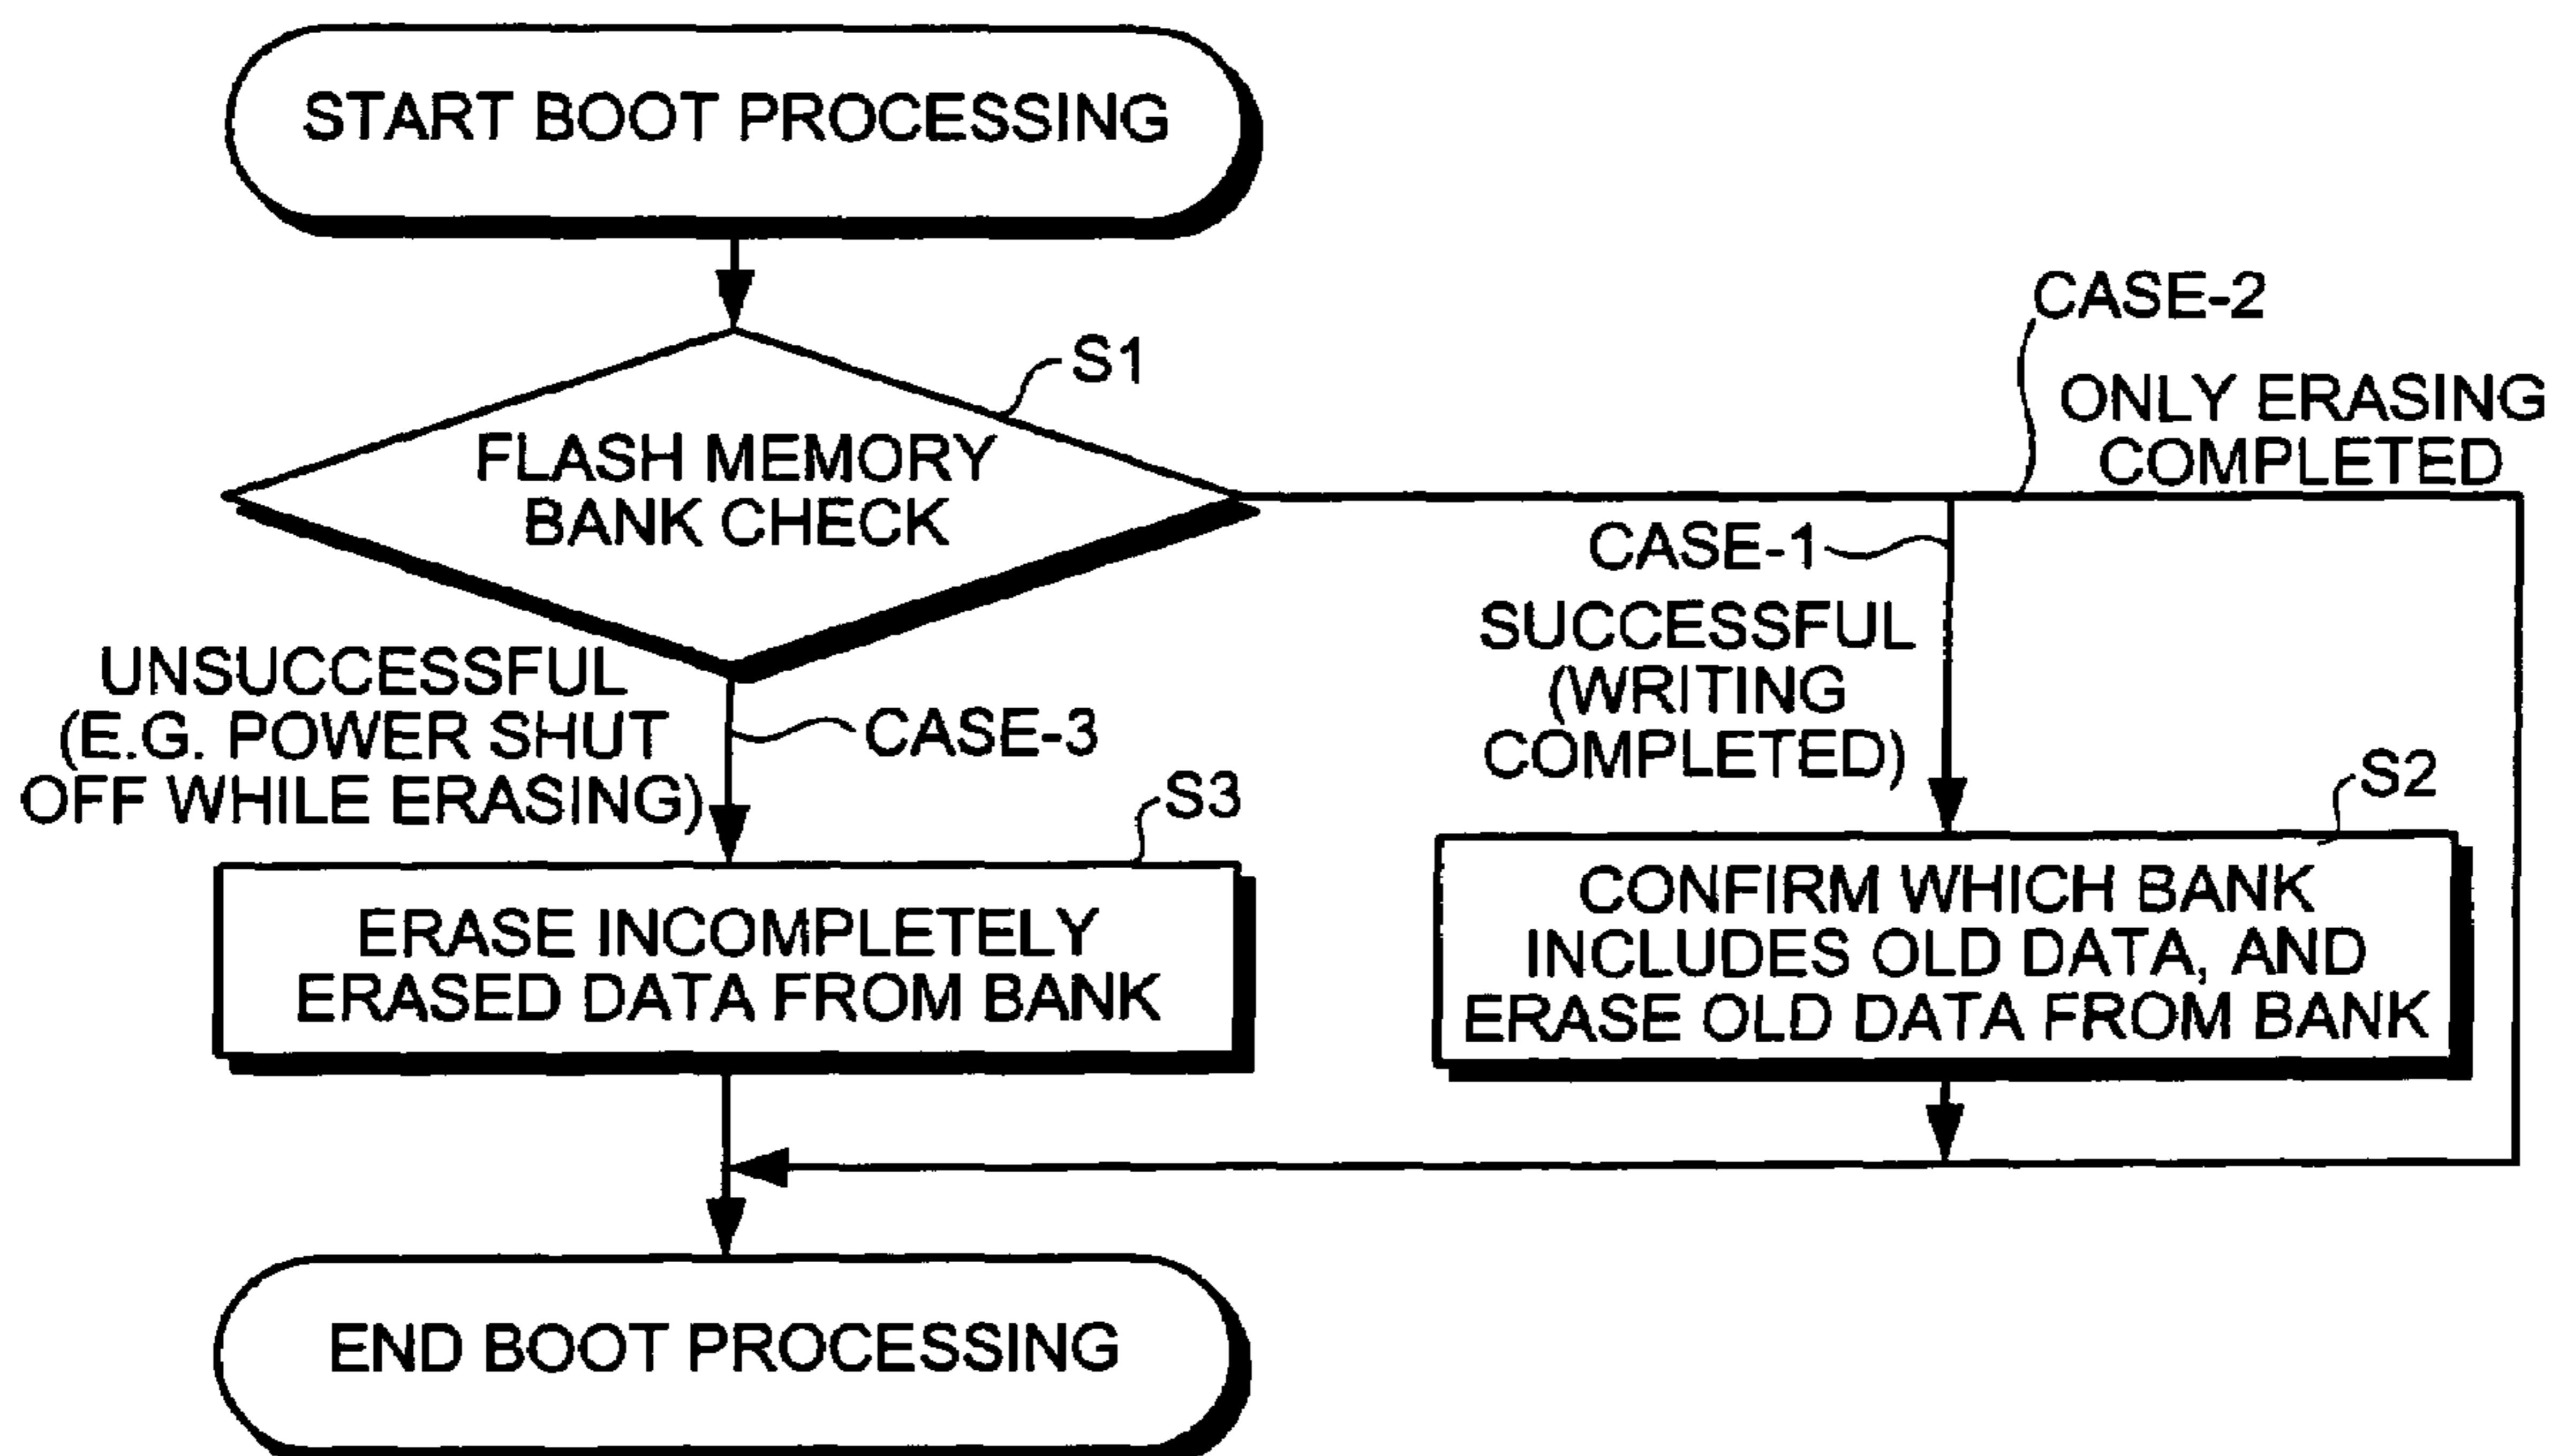 START BOOT PROCESSING
S1
FLASH MEMORY
BANK CHECK
CASE-2
ONLY ERASING
COMPLETED
CASE-1
SUCCESSFUL
(WRITING
COMPLETED)
UNSUCCESSFUL
(E.G. POWER SHUT
OFF WHILE ERASING)
CASE-3
S3
ERASE INCOMPLETELY
ERASED DATA FROM BANK
S2
CONFIRM WHICH BANK
INCLUDES OLD DATA, AND
ERASE OLD DATA FROM BANK
END BOOT PROCESSING